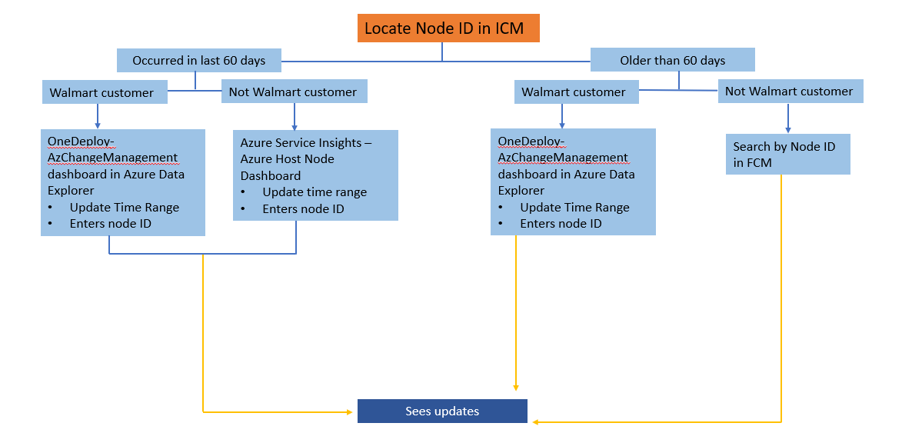 Locate Node ID in ICM
Occurred in last 60 days
Older than 60 days
Walmart customer
Not Walmart customer
Walmart customer
Not Walmart customer
OneDeploy-
AzChangeManagement
dashboard in Azure Data
Explorer
• Update Time Range
• Enters node ID
Azure Service Insights –
Azure Host Node
Dashboard
• Update time range
• Enters node ID
OneDeploy-
AzChangeManagement
dashboard in Azure Data
Explorer
• Update Time Range
• Enters node ID
Search by Node ID
in FCM
Sees updates